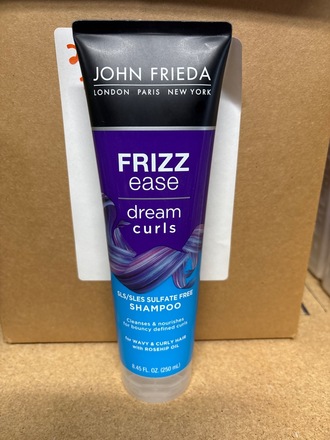 JOHN FRIEDA
LONDON PARIS NEW YORK
FRIZZ
ease
dream
curls
SLS/SLES SULFATE FREE
SHAMPOO
Cleanses & nourishes
for bouncy defined curls
for WAVY & CURLY HAIR
with ROSEHIP OIL
8.45 FL. OZ. (250 mL)